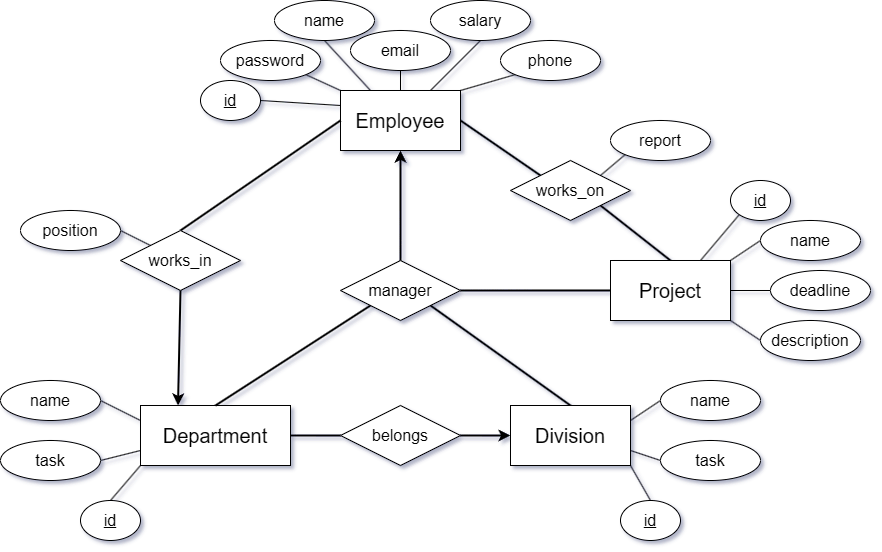 name
salary
email
password
phone
id
Employee
report
works_on
id
position
name
works_in
manager
Project
deadline
description
name
name
Department
belongs
Division
task
task
id
id